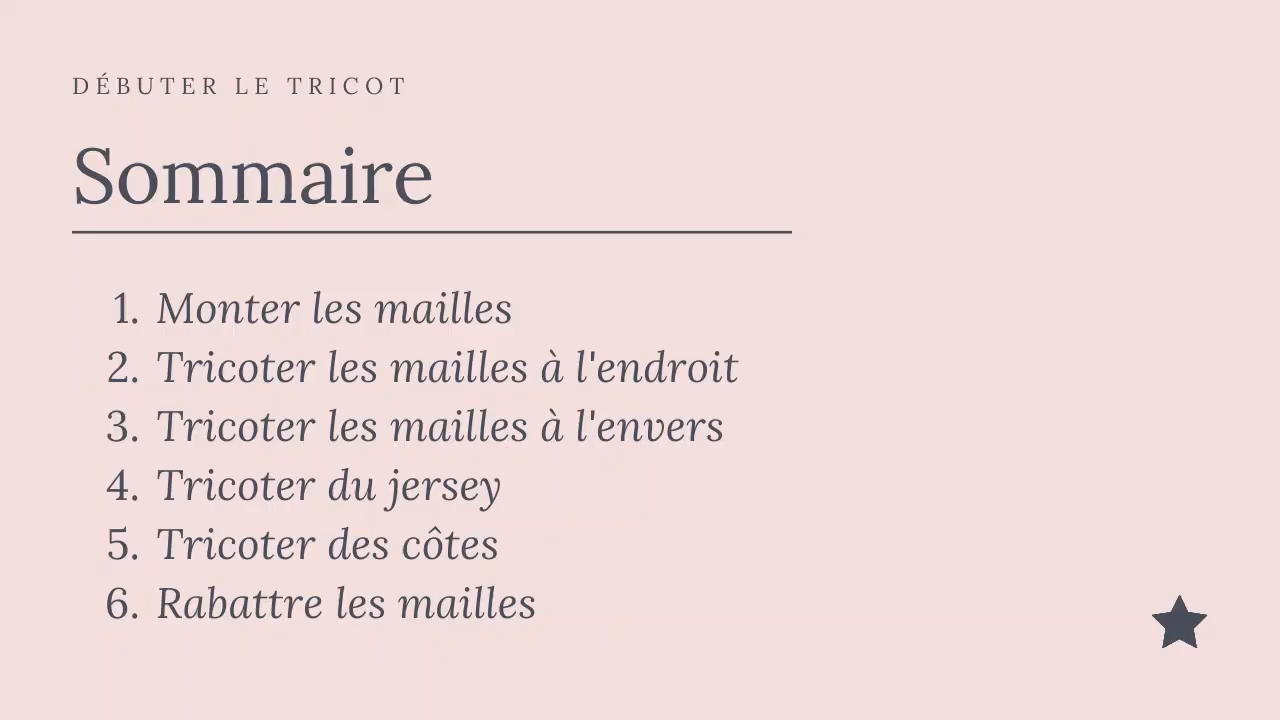 DÉBUTER LE TRICOT
Sommaire
1. Monter les mailles
2. Tricoter les mailles à l'endroit
3. Tricoter les mailles à l'envers
4. Tricoter du jersey
5. Tricoter des côtes
6. Rabattre les mailles